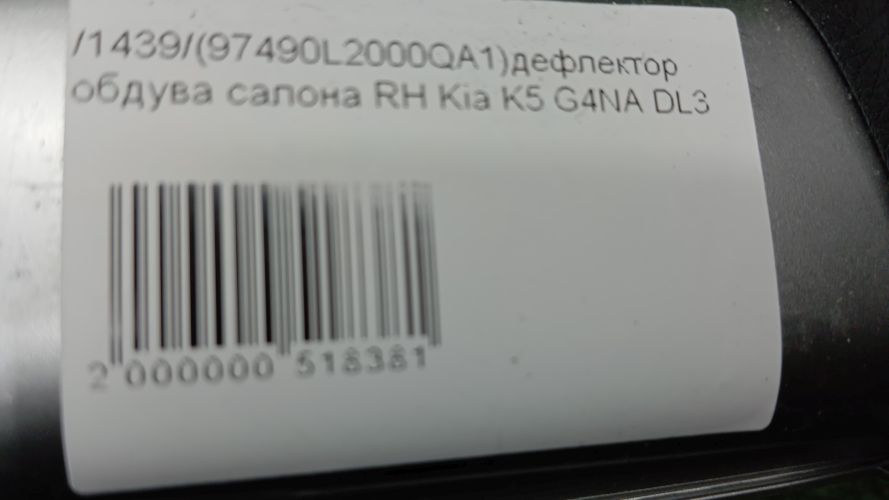 /1439/(97490L2000QA1)дефлектор
обдува салона RH Kia K5 G4NA DL3
2 000000 518381